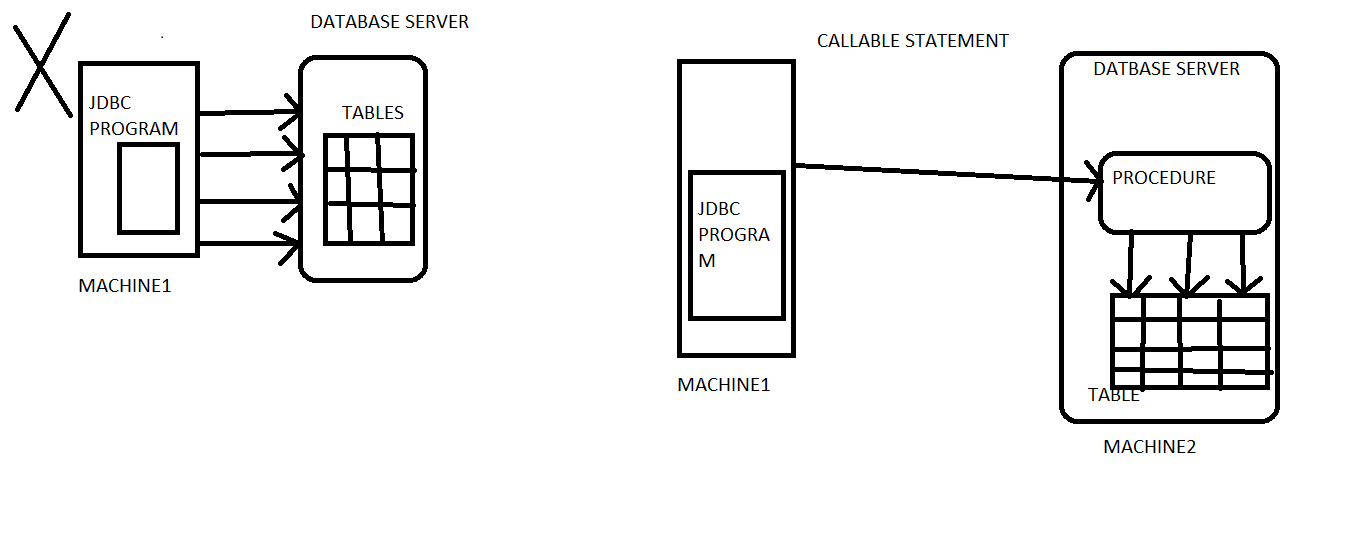 DATABASE SERVER
JDBC
PROGRAM
TABLES
MACHINE1
CALLABLE STATEMENT
DATBASE SERVER
PROCEDURE
JDBC
PROGRA
M
TABLE
MACHINE1
MACHINE2